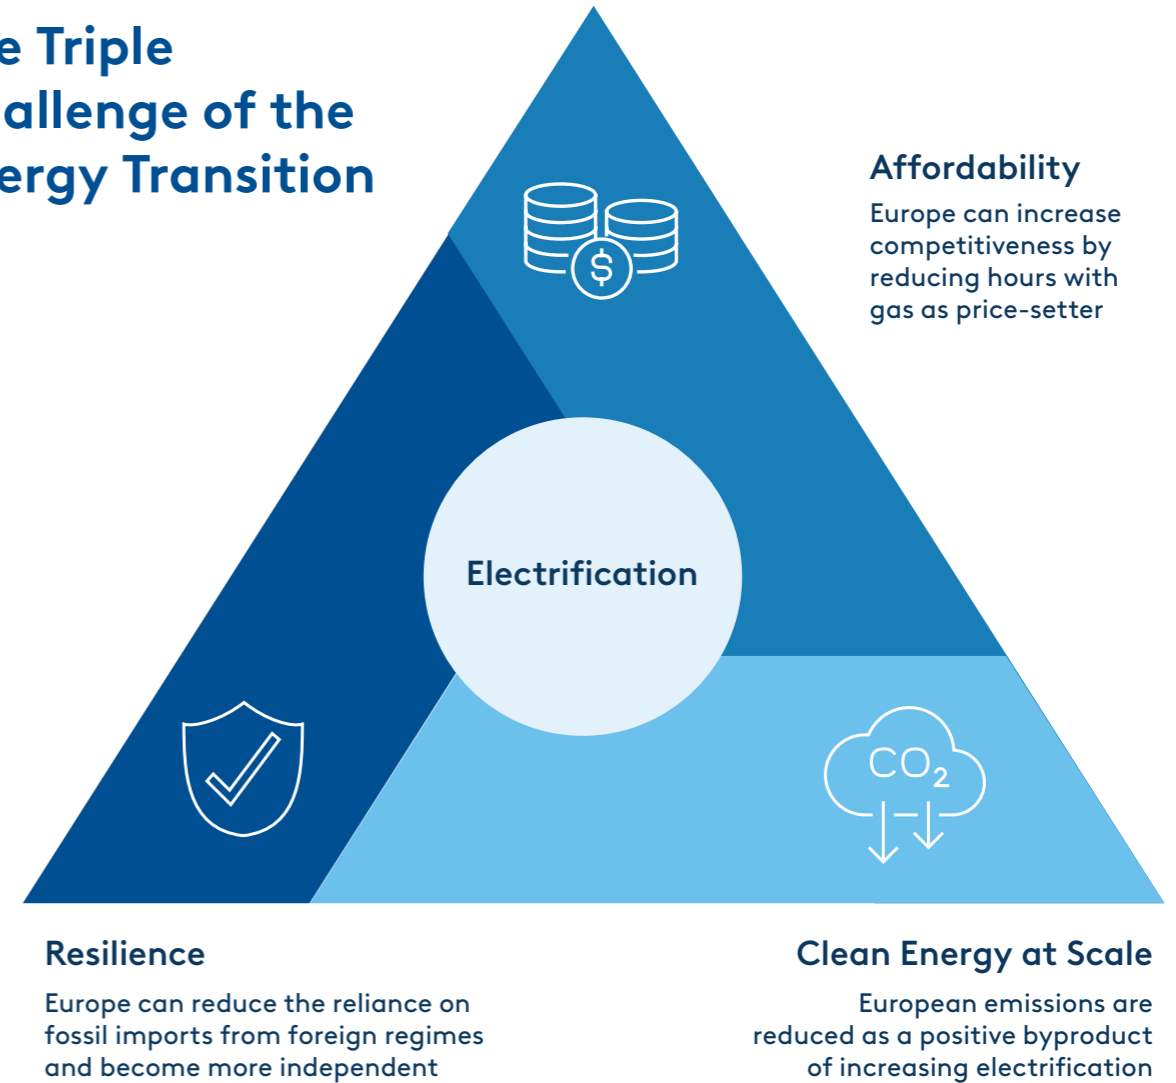 e Triple
allenge of the
ergy Transition
Affordability
Europe can increase
competitiveness by
reducing hours with
gas as price-setter
$
Electrification
CO₂
Resilience
Europe can reduce the reliance on
fossil imports from foreign regimes
and become more independent
Clean Energy at Scale
European emissions are
reduced as a positive byproduct
of increasing electrification